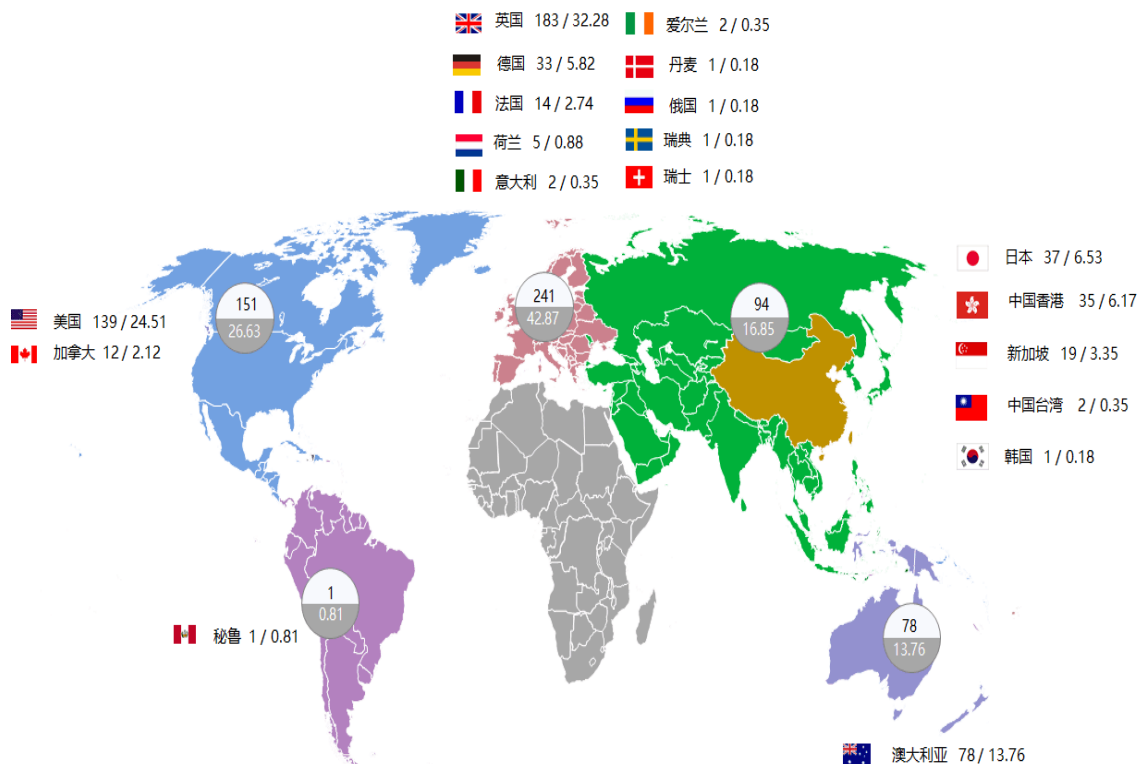 英国 183 / 32.28
爱尔兰 2 / 0.35
德国 33 / 5.82
丹麦 1 / 0.18
法国 14 / 2.74
俄国 1 / 0.18
荷兰 5 / 0.88
瑞典 1 / 0.18
意大利 2 / 0.35
瑞士 1 / 0.18
美国 139 / 24.51
加拿大 12 / 2.12
151
26.63
241
42.87
94
16.85
日本 37 / 6.53
中国香港 35 / 6.17
新加坡 19 / 3.35
中国台湾 2 / 0.35
韩国 1 / 0.18
1
0.81
秘鲁 1 / 0.81
78
13.76
澳大利亚 78 / 13.76